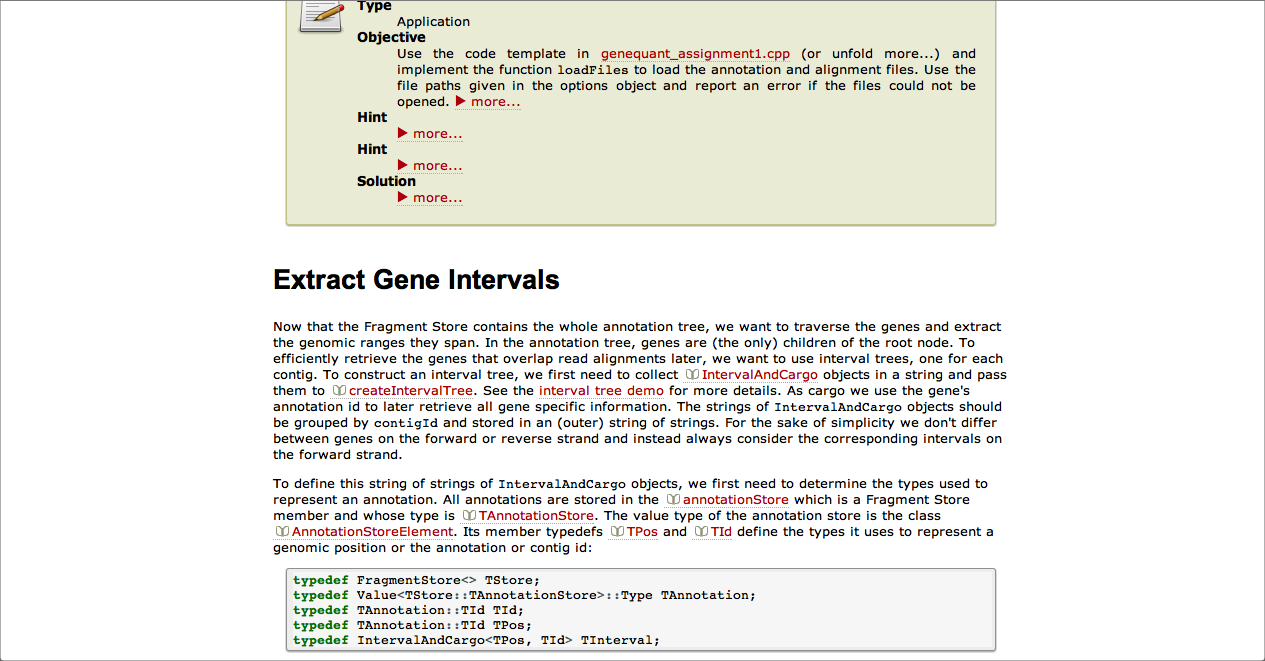 Type
Application
Objective
Use the code template in genequant_assignment1.cpp (or unfold more...) and
implement the function loadFiles to load the annotation and alignment files. Use the
file paths given in the options object and report an error if the files could not be
opened. ▶ more...
Hint
▶ more...
Hint
▶ more...
Solution
▶ more...
Extract Gene Intervals
Now that the Fragment Store contains the whole annotation tree, we want to traverse the genes and extract
the genomic ranges they span. In the annotation tree, genes are (the only) children of the root node. To
efficiently retrieve the genes that overlap read alignments later, we want to use interval trees, one for each
contig. To construct an interval tree, we first need to collect IntervalAndCargo objects in a string and pass
them to createIntervalTree. See the interval tree demo for more details. As cargo we use the gene's
annotation id to later retrieve all gene specific information. The strings of IntervalAndCargo objects should
be grouped by contigId and stored in an (outer) string of strings. For the sake of simplicity we don't differ
between genes on the forward or reverse strand and instead always consider the corresponding intervals on
the forward strand.
To define this string of strings of IntervalAndCargo objects, we first need to determine the types used to
represent an annotation. All annotations are stored in the annotationStore which is a Fragment Store
member and whose type is TAnnotationStore. The value type of the annotation store is the class
AnnotationStoreElement. Its member typedefs TPos and TId define the types it uses to represent a
genomic position or the annotation or contig id:
typedef FragmentStore<> TStore;
typedef Value<TStore::TAnnotationStore>::Type TAnnotation;
typedef TAnnotation::TId TId;
typedef TAnnotation::TId TPos;
typedef IntervalAndCargo<TPos, TId> TInterval;